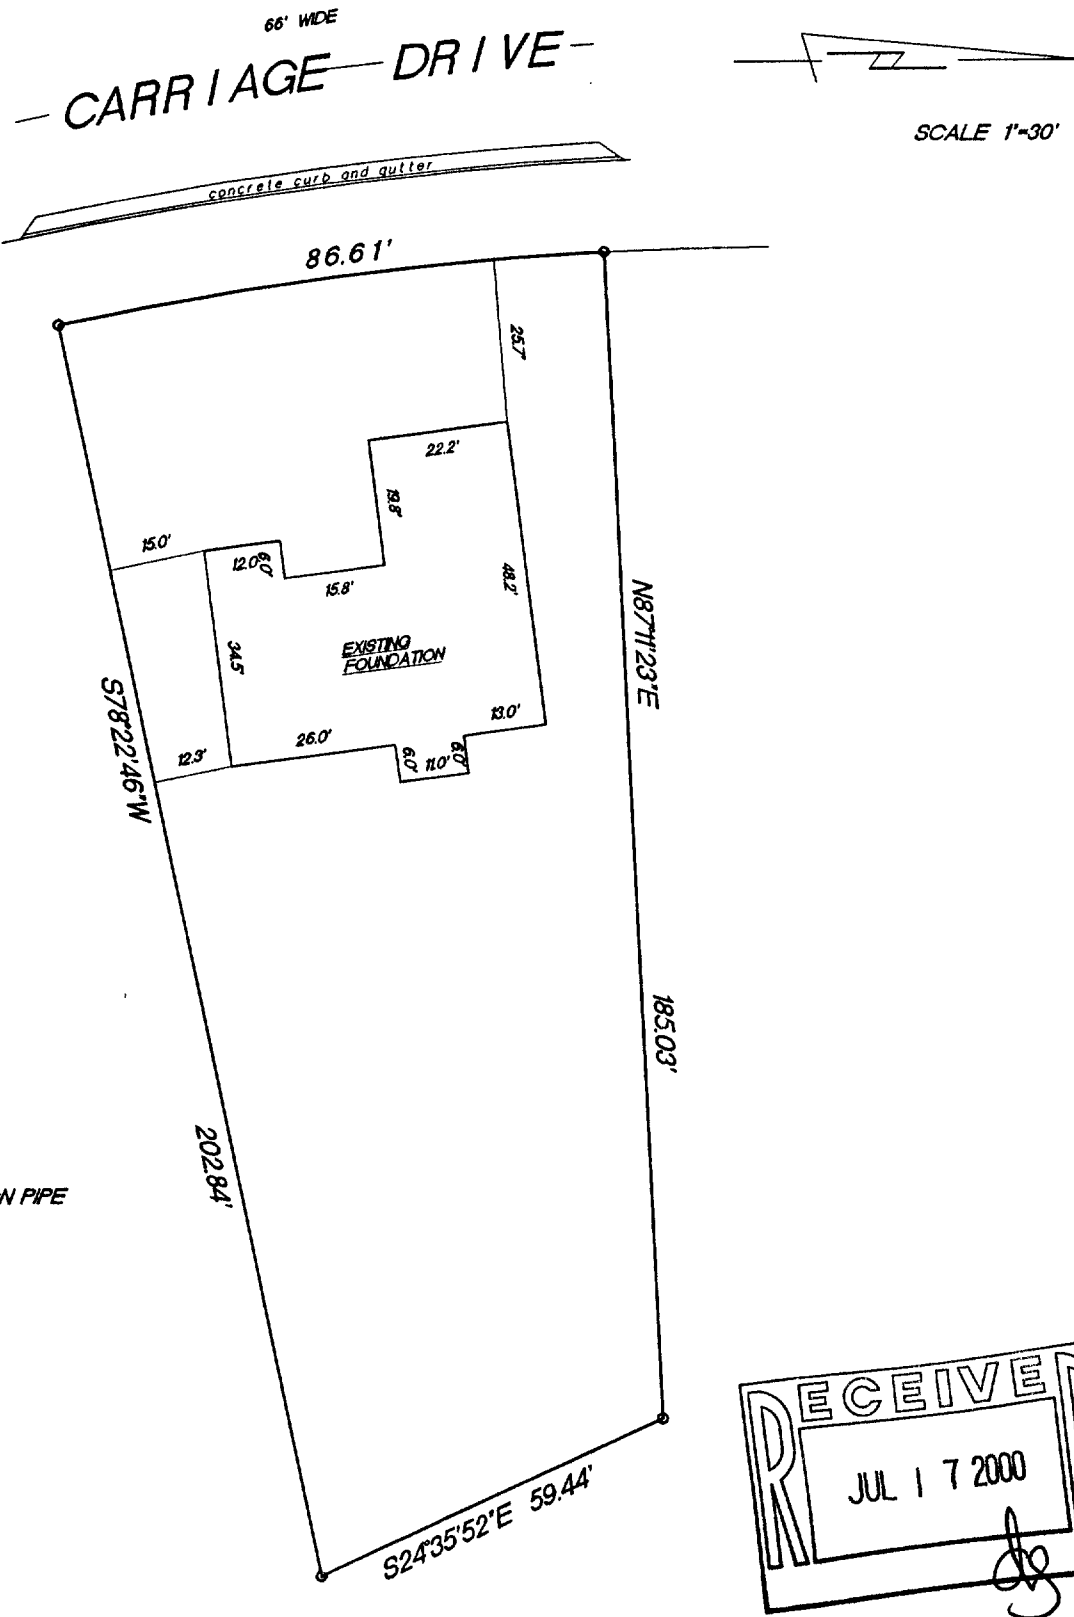 66' WIDE
CARRIAGE DRIVE
SCALE 1"=30'
concrete curb and gutter
86.61'
25.7'
22.2'
19.8'
15.0'
12.0'
6.0'
15.8'
48.2'
N87°11'23"E
34.5'
EXISTING
FOUNDATION
S78°22'46"W
13.0'
26.0'
12.3'
6.0'
11.0'
6.0'
185.03'
202.84'
N PIPE
S24°35'52"E 59.44'
RECEIVED
JUL 17 2000